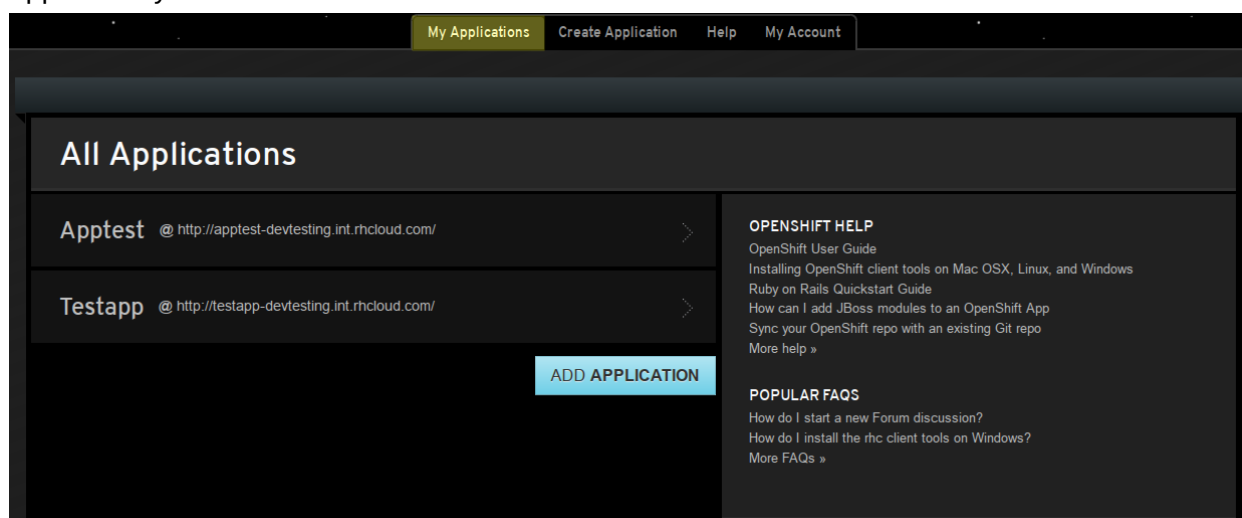 My Applications Create Application Help My Account
All Applications
Apptest @ http://apptest-devtesting.int.rhcloud.com/
Testapp @ http://testapp-devtesting.int.rhcloud.com/
ADD APPLICATION
OPENSHIFT HELP
OpenShift User Guide
Installing OpenShift client tools on Mac OSX, Linux, and Windows
Ruby on Rails Quickstart Guide
How can I add JBoss modules to an OpenShift App
Sync your OpenShift repo with an existing Git repo
More help »
POPULAR FAQS
How do I start a new Forum discussion?
How do I install the rhc client tools on Windows?
More FAQs »